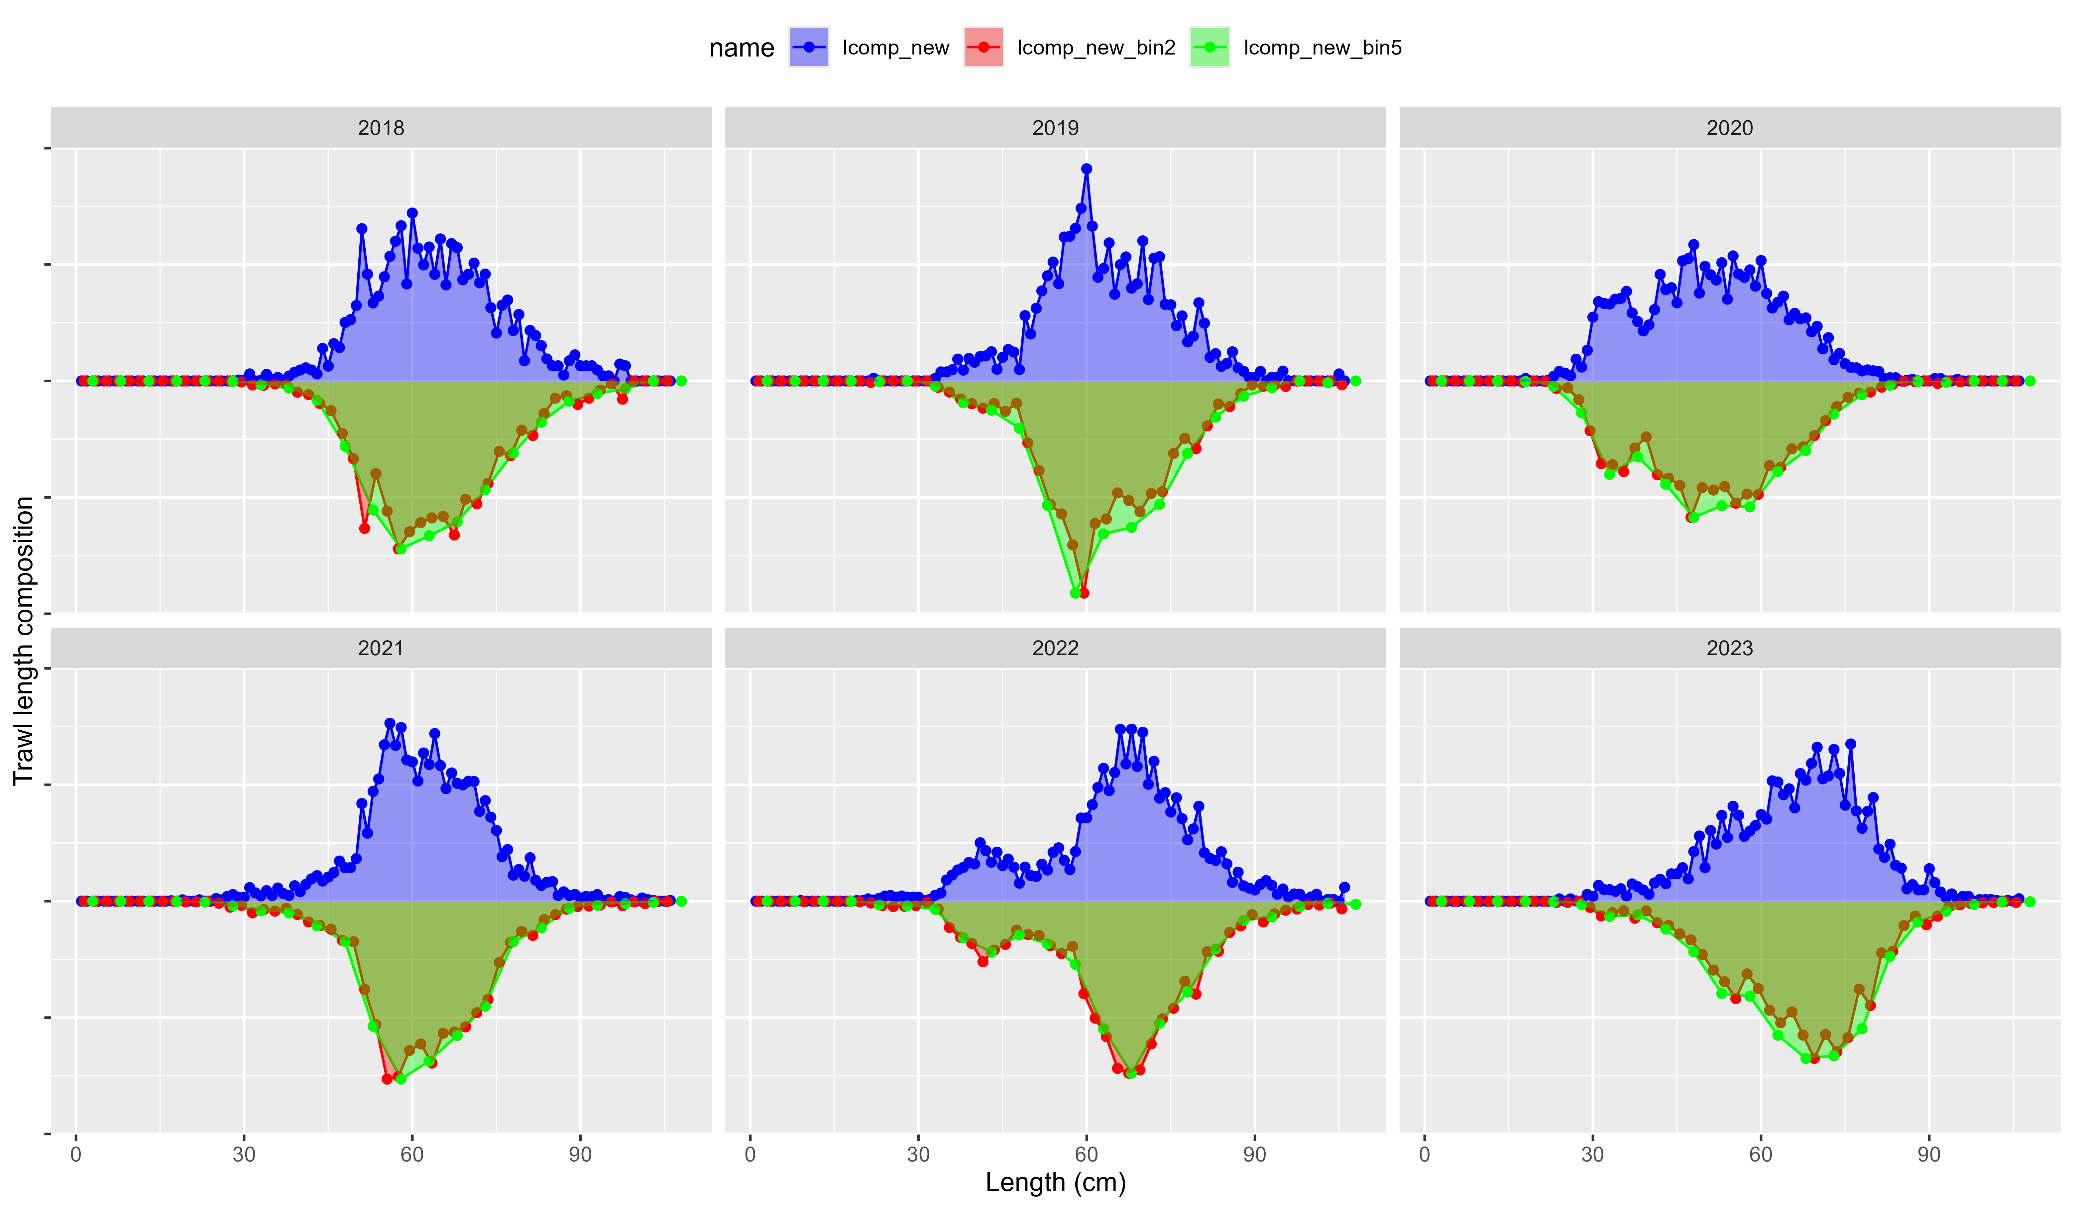 name lcomp_new lcomp_new_bin2 lcomp_new_bin5
2018 2019 2020
Trawl length composition
2021 2022 2023
0 30 60 90 0 30 60 90 0 30 60 90
Length (cm)